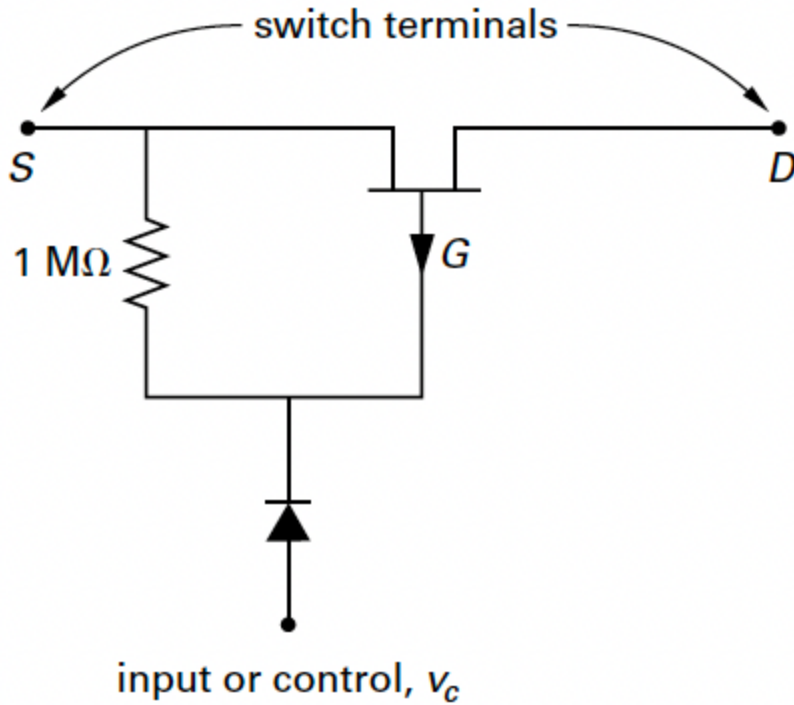 switch terminals
S
D
1 MΩ
G
input or control, vc